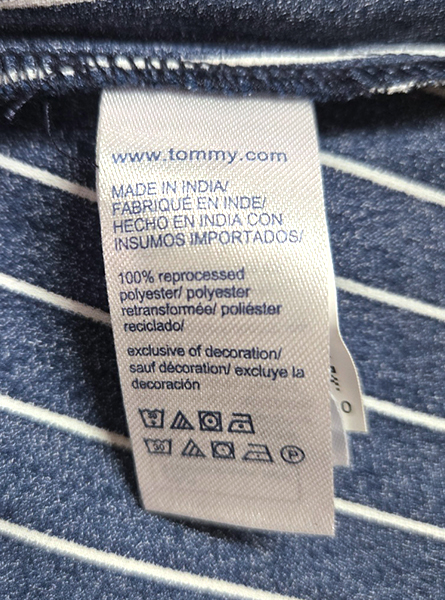 www.tommy.com
MADE IN INDIA/
FABRIQUÉ EN INDE/
HECHO EN INDIA CON
INSUMOS IMPORTADOS/
100% reprocessed
polyester/ polyester
retransformée/ poliéster
reciclado/
exclusive of decoration/
sauf décoration/ excluye la
decoración
30
P
O